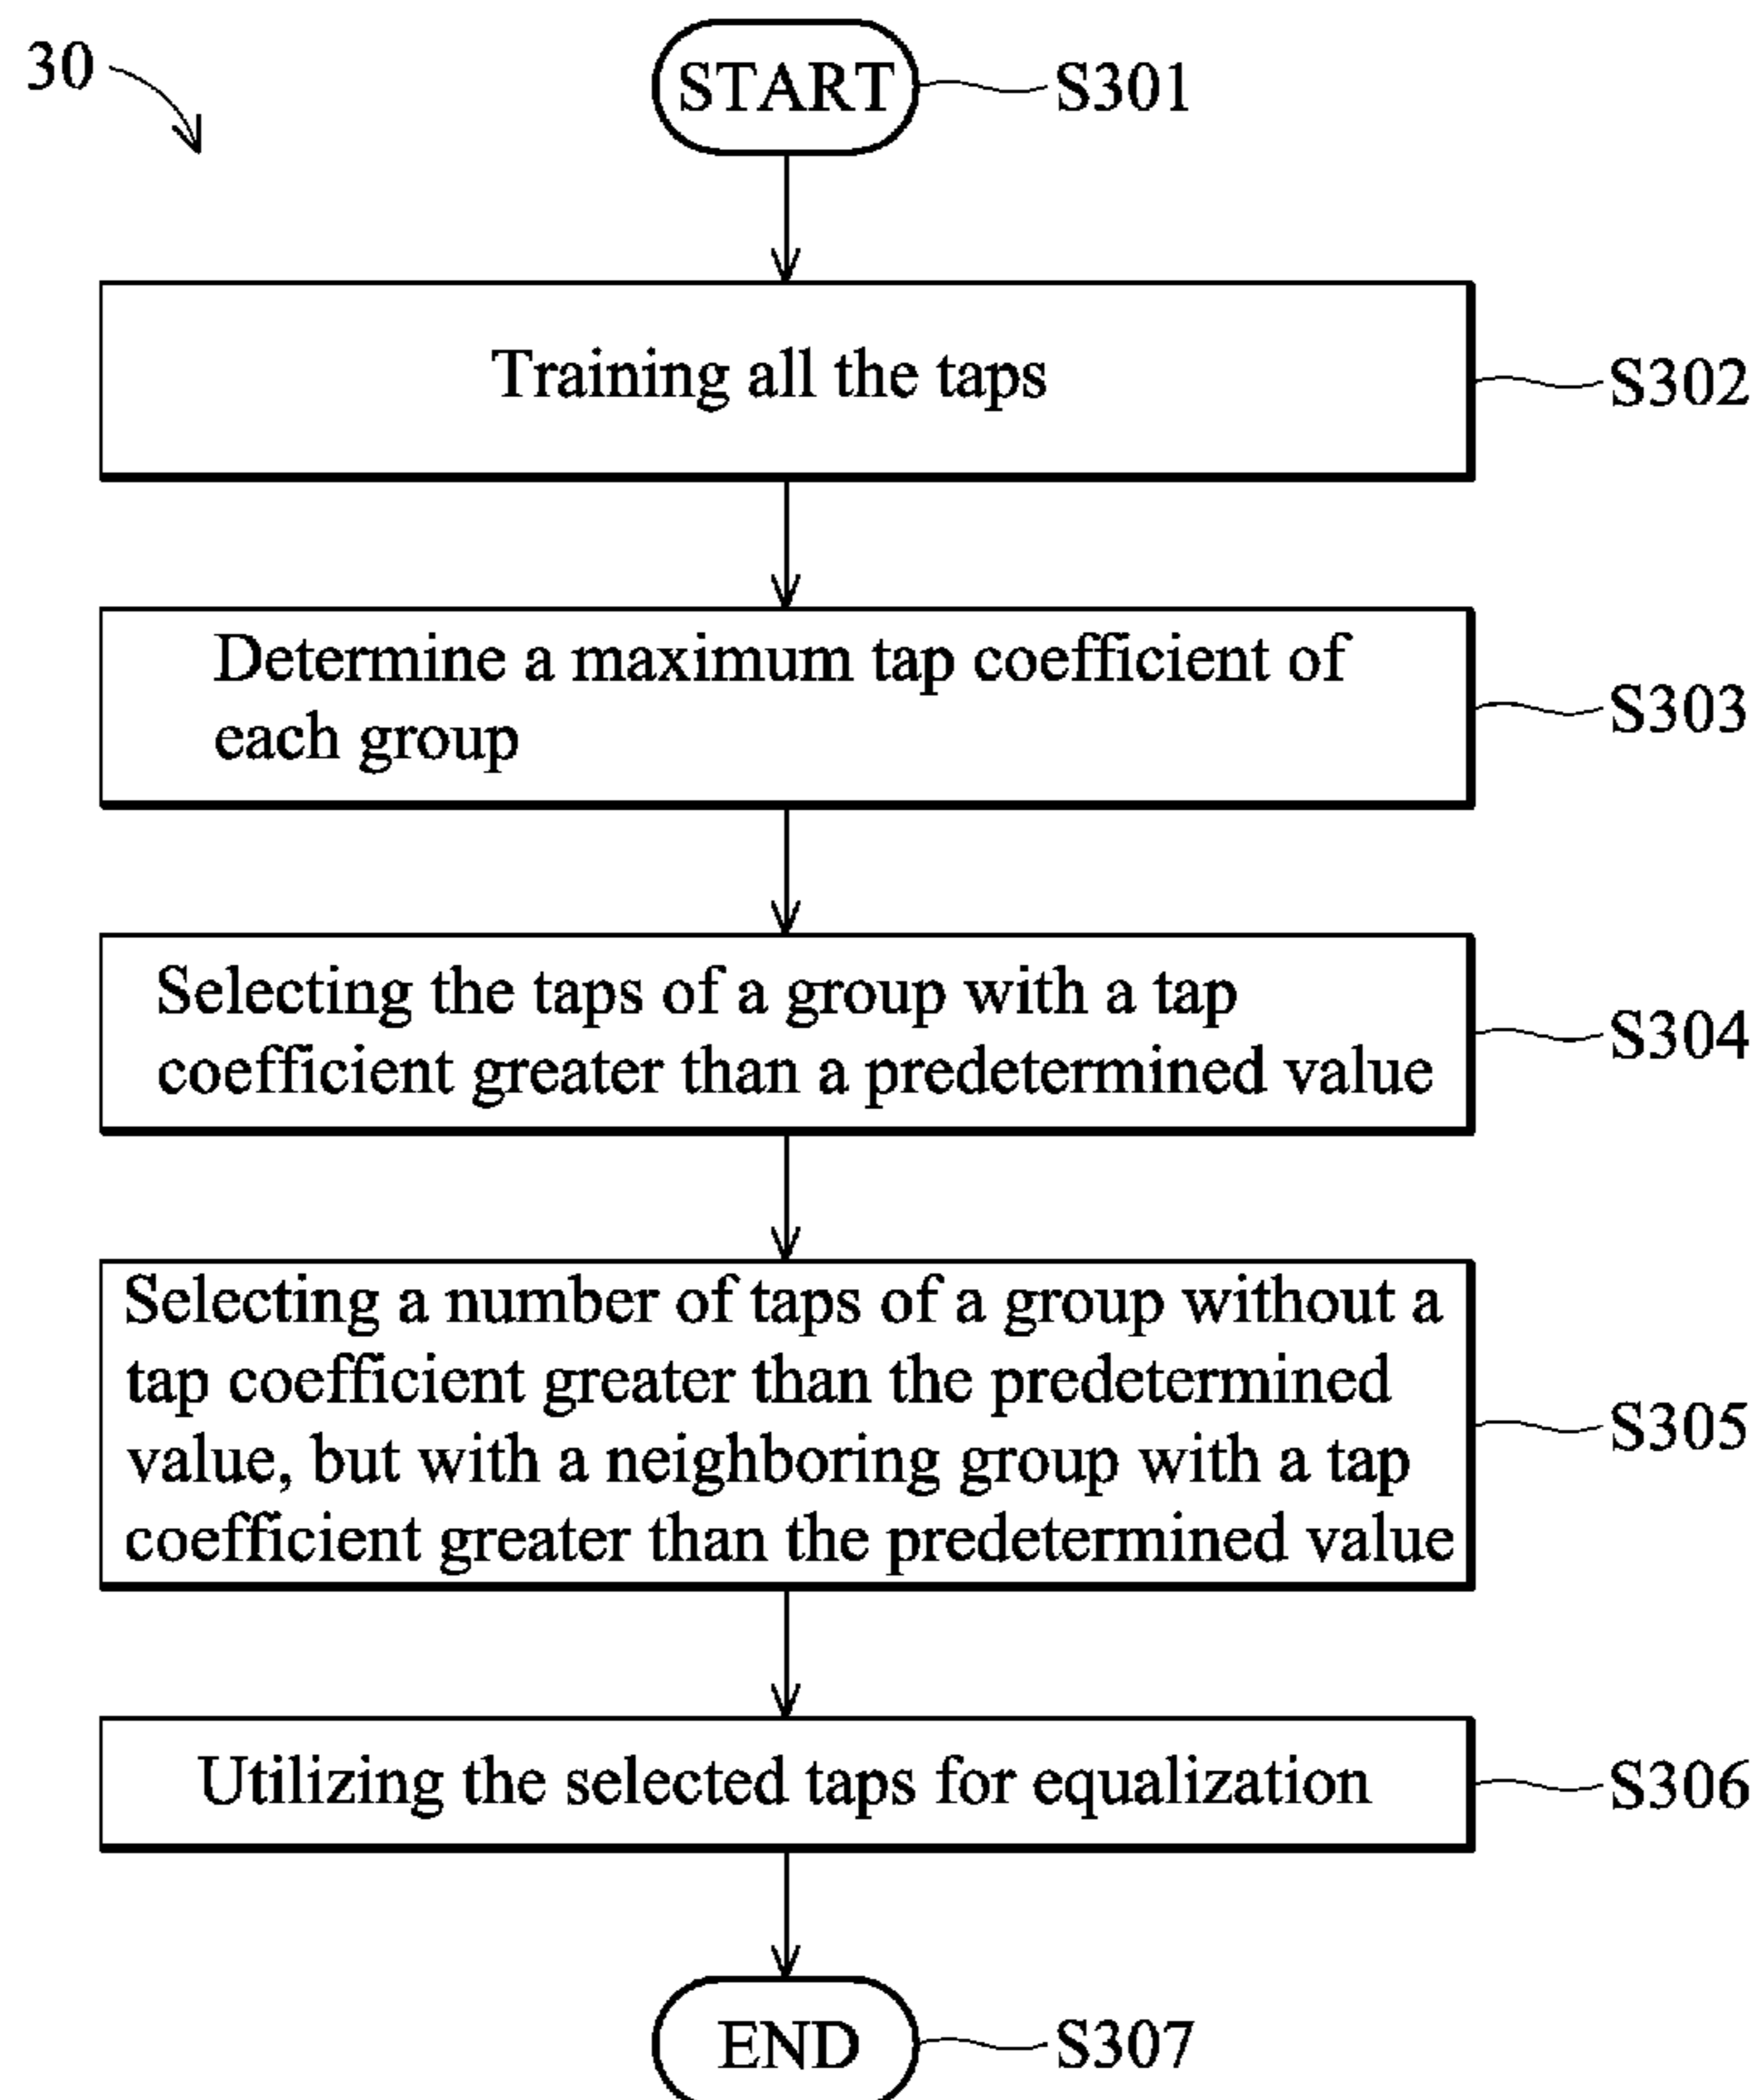 30
START
S301
Training all the taps
S302
Determine a maximum tap coefficient of
each group
S303
Selecting the taps of a group with a tap
coefficient greater than a predetermined value
S304
Selecting a number of taps of a group without a
tap coefficient greater than the predetermined
value, but with a neighboring group with a tap
coefficient greater than the predetermined value
S305
Utilizing the selected taps for equalization
S306
END
S307